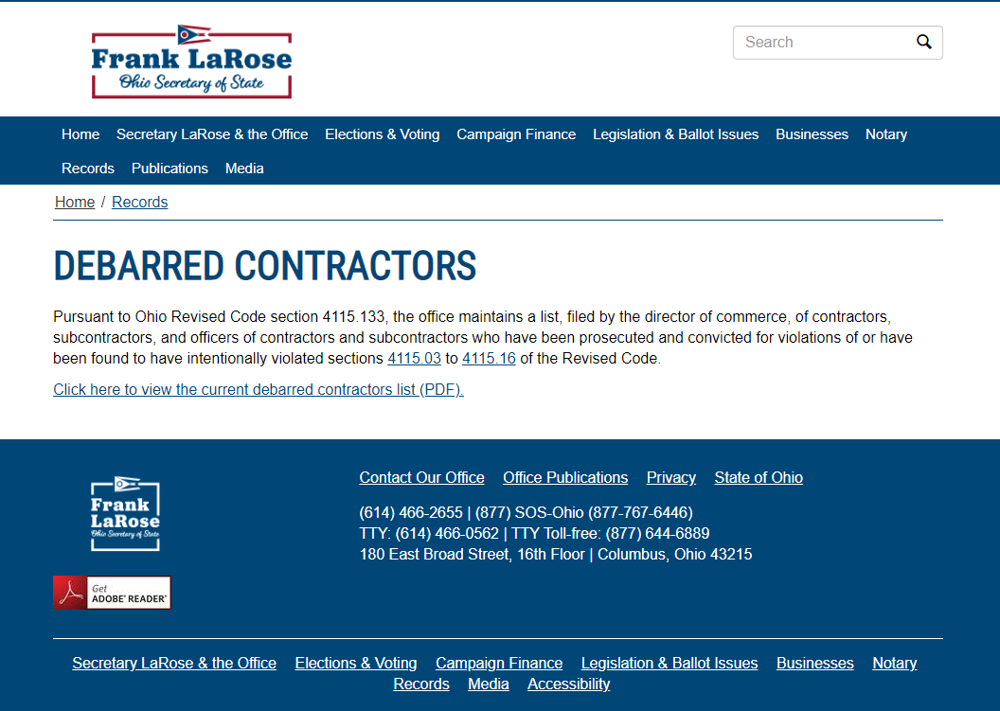 Frank LaRose
Ohio Secretary of State
Search
Home Secretary LaRose & the Office Elections & Voting Campaign Finance Legislation & Ballot Issues Businesses Notary
Records Publications Media
Home / Records
DEBARRED CONTRACTORS
Pursuant to Ohio Revised Code section 4115.133, the office maintains a list, filed by the director of commerce, of contractors,
subcontractors, and officers of contractors and subcontractors who have been prosecuted and convicted for violations of or have
been found to have intentionally violated sections 4115.03 to 4115.16 of the Revised Code.
Click here to view the current debarred contractors list (PDF).
Frank
LaRose
Ohio Secretary of State
Get
ADOBE® READER®
Contact Our Office Office Publications Privacy State of Ohio
(614) 466-2655 | (877) SOS-Ohio (877-767-6446)
TTY: (614) 466-0562 | TTY Toll-free: (877) 644-6889
180 East Broad Street, 16th Floor | Columbus, Ohio 43215
Secretary LaRose & the Office Elections & Voting Campaign Finance Legislation & Ballot Issues Businesses Notary
Records Media Accessibility